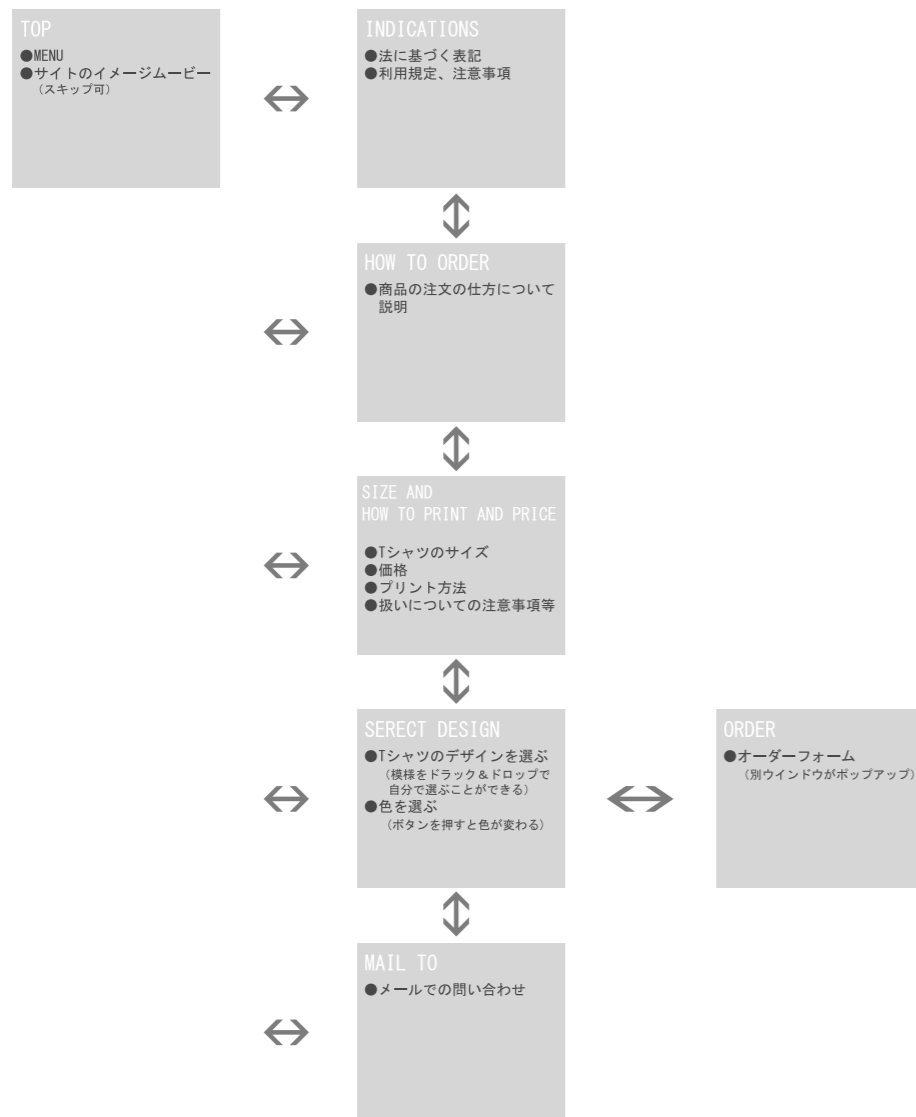 TOP
●MENU
●サイトのイメージムービー
（スキップ可）
INDICATIONS
●法に基づく表記
●利用規定、注意事項
HOW TO ORDER
●商品の注文の仕方について
説明
SIZE AND
HOW TO PRINT AND PRICE
●Tシャツのサイズ
●価格
●プリント方法
●扱いについての注意事項等
SERECT DESIGN
●Tシャツのデザインを選ぶ
（模様をドラック＆ドロップで
自分で選ぶことができる）
●色を選ぶ
（ボタンを押すと色が変わる）
ORDER
●オーダーフォーム
（別ウインドウがポップアップ）
MAIL TO
●メールでの問い合わせ